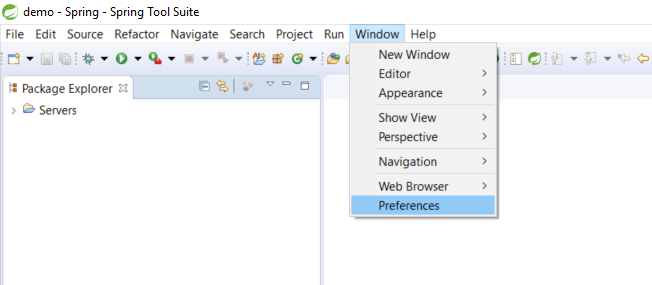 demo - Spring - Spring Tool Suite
File Edit Source Refactor Navigate Search Project Run Window Help
New Window
Editor
Appearance
Show View
Perspective
Navigation
Web Browser
Preferences
Package Explorer
Servers